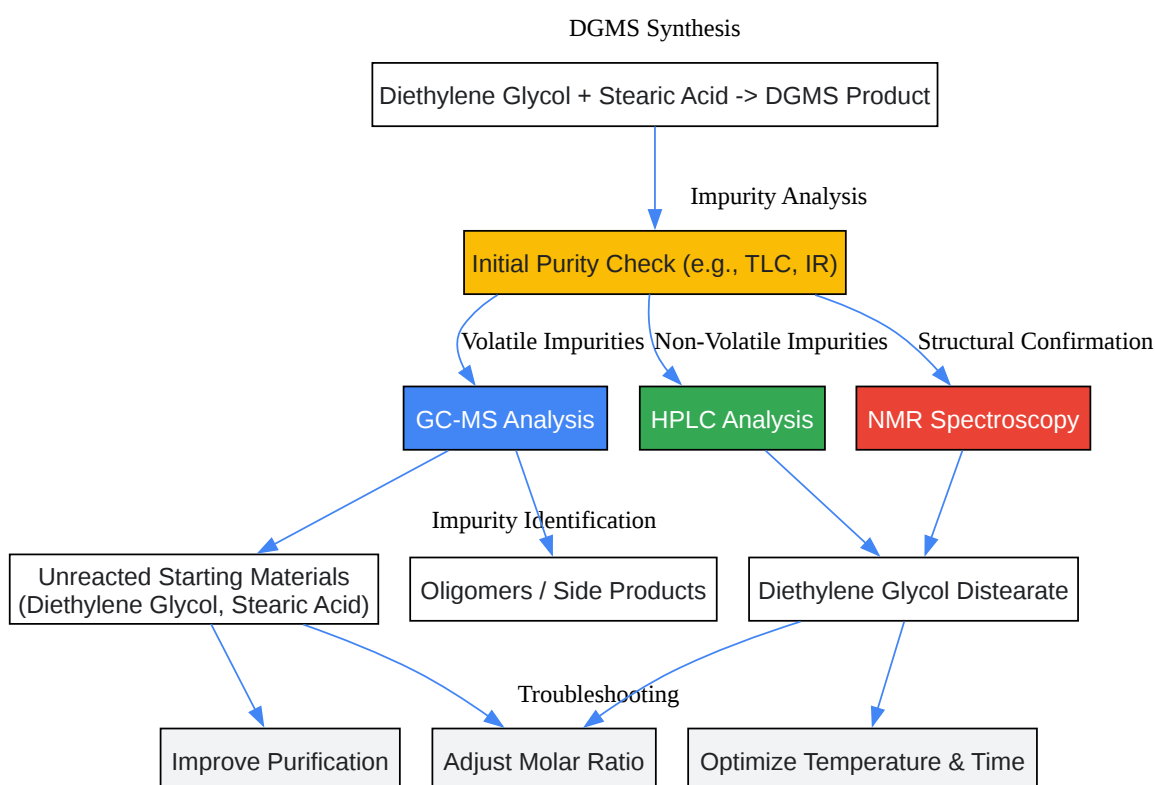 DGMS Synthesis
Diethylene Glycol + Stearic Acid -> DGMS Product
Impurity Analysis
Initial Purity Check (e.g., TLC, IR)
Volatile Impurities
Non-Volatile Impurities
Structural Confirmation
GC-MS Analysis
HPLC Analysis
NMR Spectroscopy
Impurity Identification
Unreacted Starting Materials
(Diethylene Glycol, Stearic Acid)
Oligomers / Side Products
Diethylene Glycol Distearate
Troubleshooting
Improve Purification
Adjust Molar Ratio
Optimize Temperature & Time